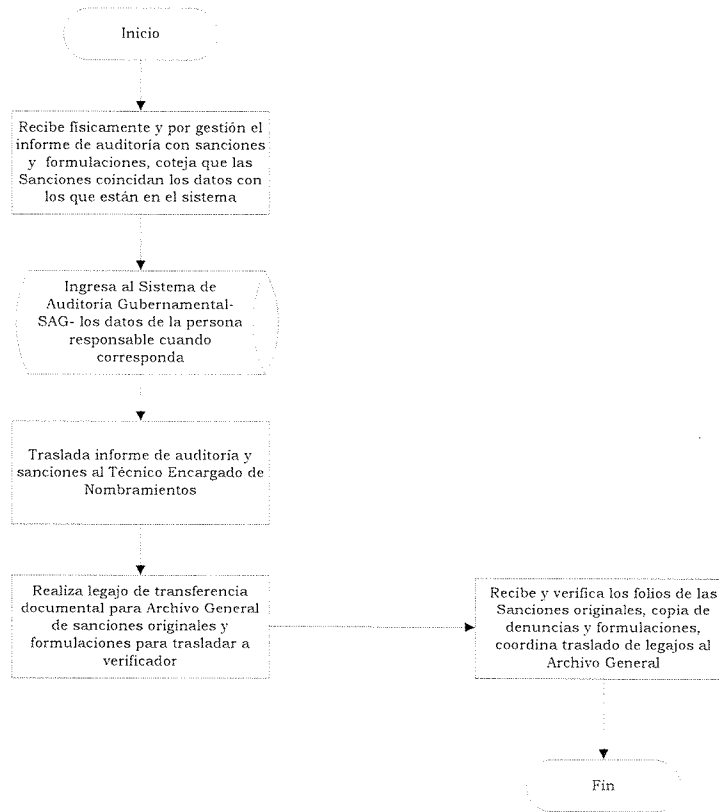 Inicio
Recibe físicamente y por gestión el
informe de auditoría con sanciones
y formulaciones, coteja que las
Sanciones coincidan los datos con
los que están en el sistema
Ingresa al Sistema de
Auditoria Gubernamental-
SAG- los datos de la persona
responsable cuando
corresponda
Traslada informe de auditoría y
sanciones al Técnico Encargado de
Nombramientos
Realiza legajo de transferencia
documental para Archivo General
de sanciones originales y
formulaciones para trasladar a
verificador
Recibe y verifica los folios de las
Sanciones originales, copia de
denuncias y formulaciones,
coordina traslado de legajos al
Archivo General
Fin